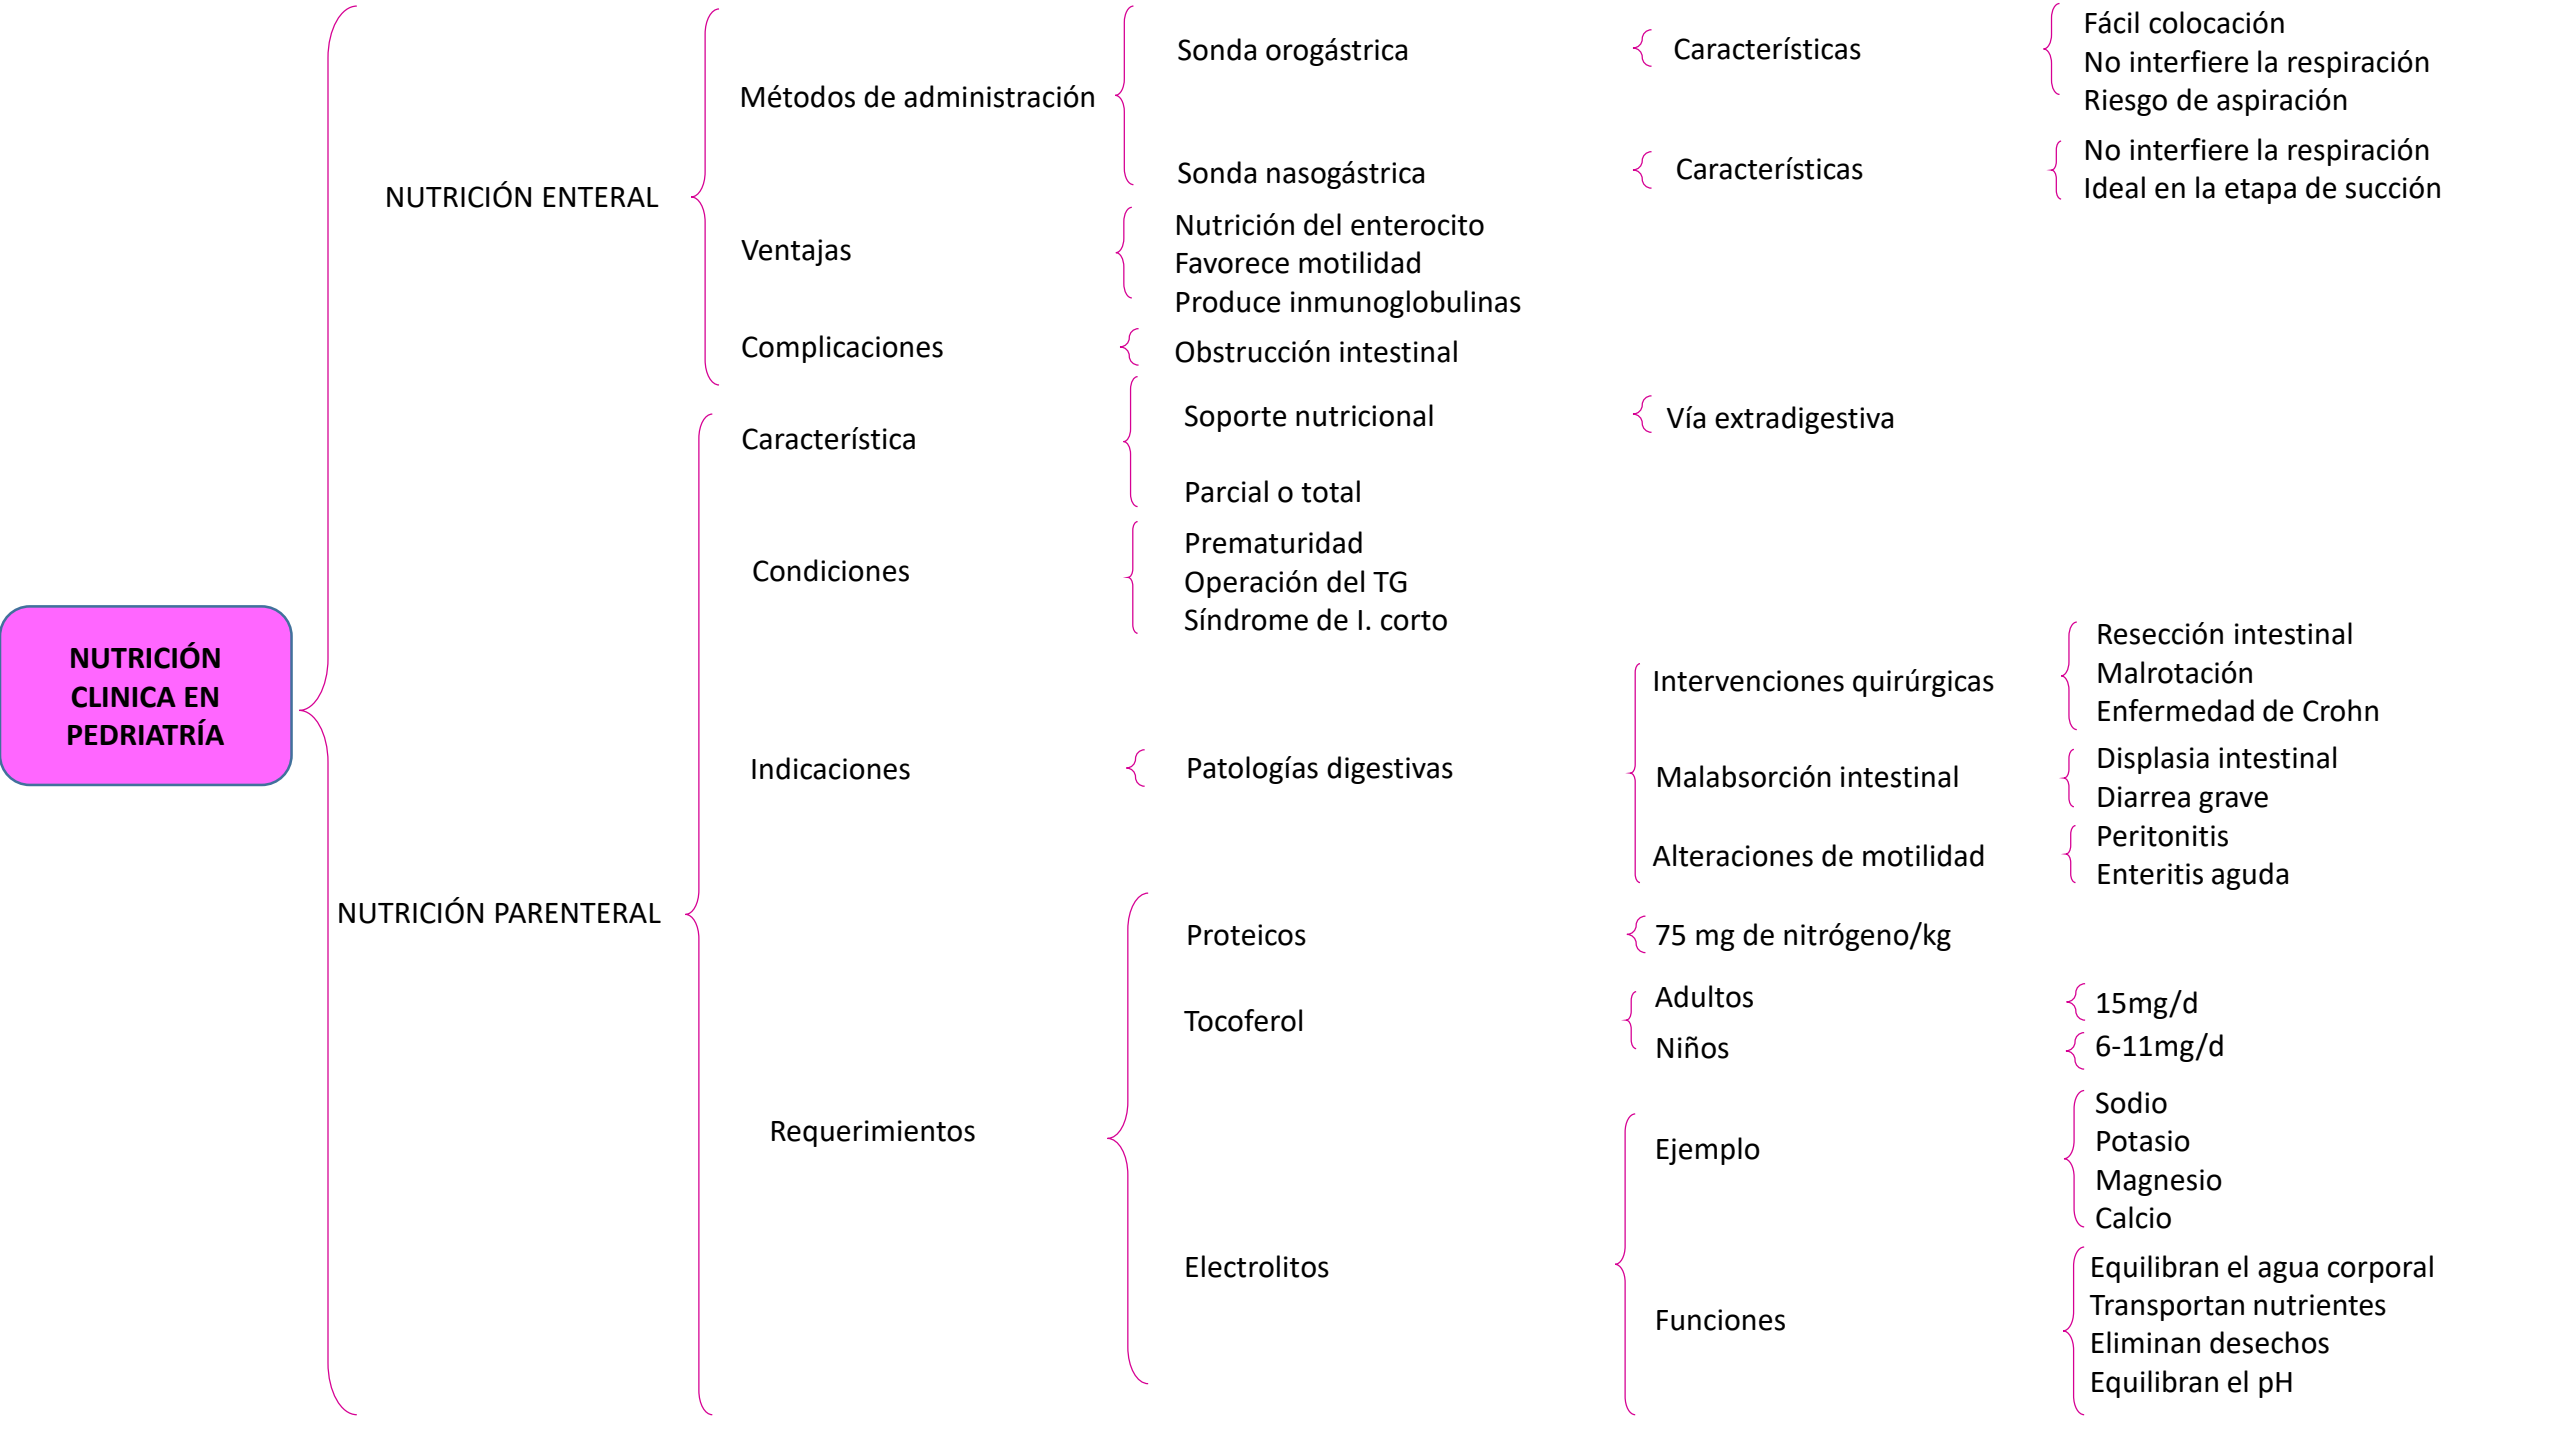 NUTRICIÓN
CLINICA EN
PEDRIATRÍA
NUTRICIÓN ENTERAL
Métodos de administración
Sonda orogástrica
Características
Fácil colocación
No interfiere la respiración
Riesgo de aspiración
Sonda nasogástrica
Características
No interfiere la respiración
Ideal en la etapa de succión
Ventajas
Nutrición del enterocito
Favorece motilidad
Produce inmunoglobulinas
Complicaciones
Obstrucción intestinal
NUTRICIÓN PARENTERAL
Característica
Soporte nutricional
Vía extradigestiva
Parcial o total
Condiciones
Prematuridad
Operación del TG
Síndrome de I. corto
Indicaciones
Patologías digestivas
Intervenciones quirúrgicas
Resección intestinal
Malrotación
Enfermedad de Crohn
Malabsorción intestinal
Displasia intestinal
Diarrea grave
Alteraciones de motilidad
Peritonitis
Enteritis aguda
Requerimientos
Proteicos
75 mg de nitrógeno/kg
Tocoferol
Adultos
15mg/d
Niños
6-11mg/d
Electrolitos
Ejemplo
Sodio
Potasio
Magnesio
Calcio
Funciones
Equilibran el agua corporal
Transportan nutrientes
Eliminan desechos
Equilibran el pH